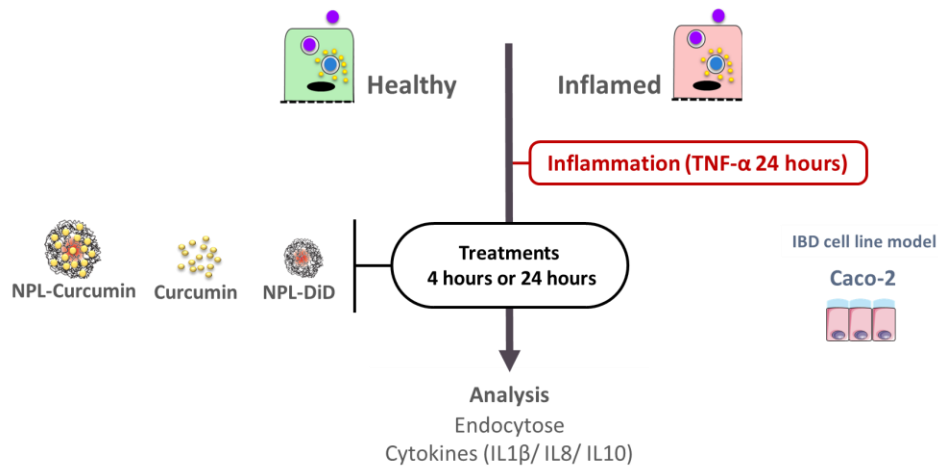 Healthy
Inflamed
Inflammation (TNF-α 24 hours)
Treatments
4 hours or 24 hours
NPL-Curcumin
Curcumin
NPL-DiD
IBD cell line model
Caco-2
Analysis
Endocytose
Cytokines (IL1β/ IL8/ IL10)